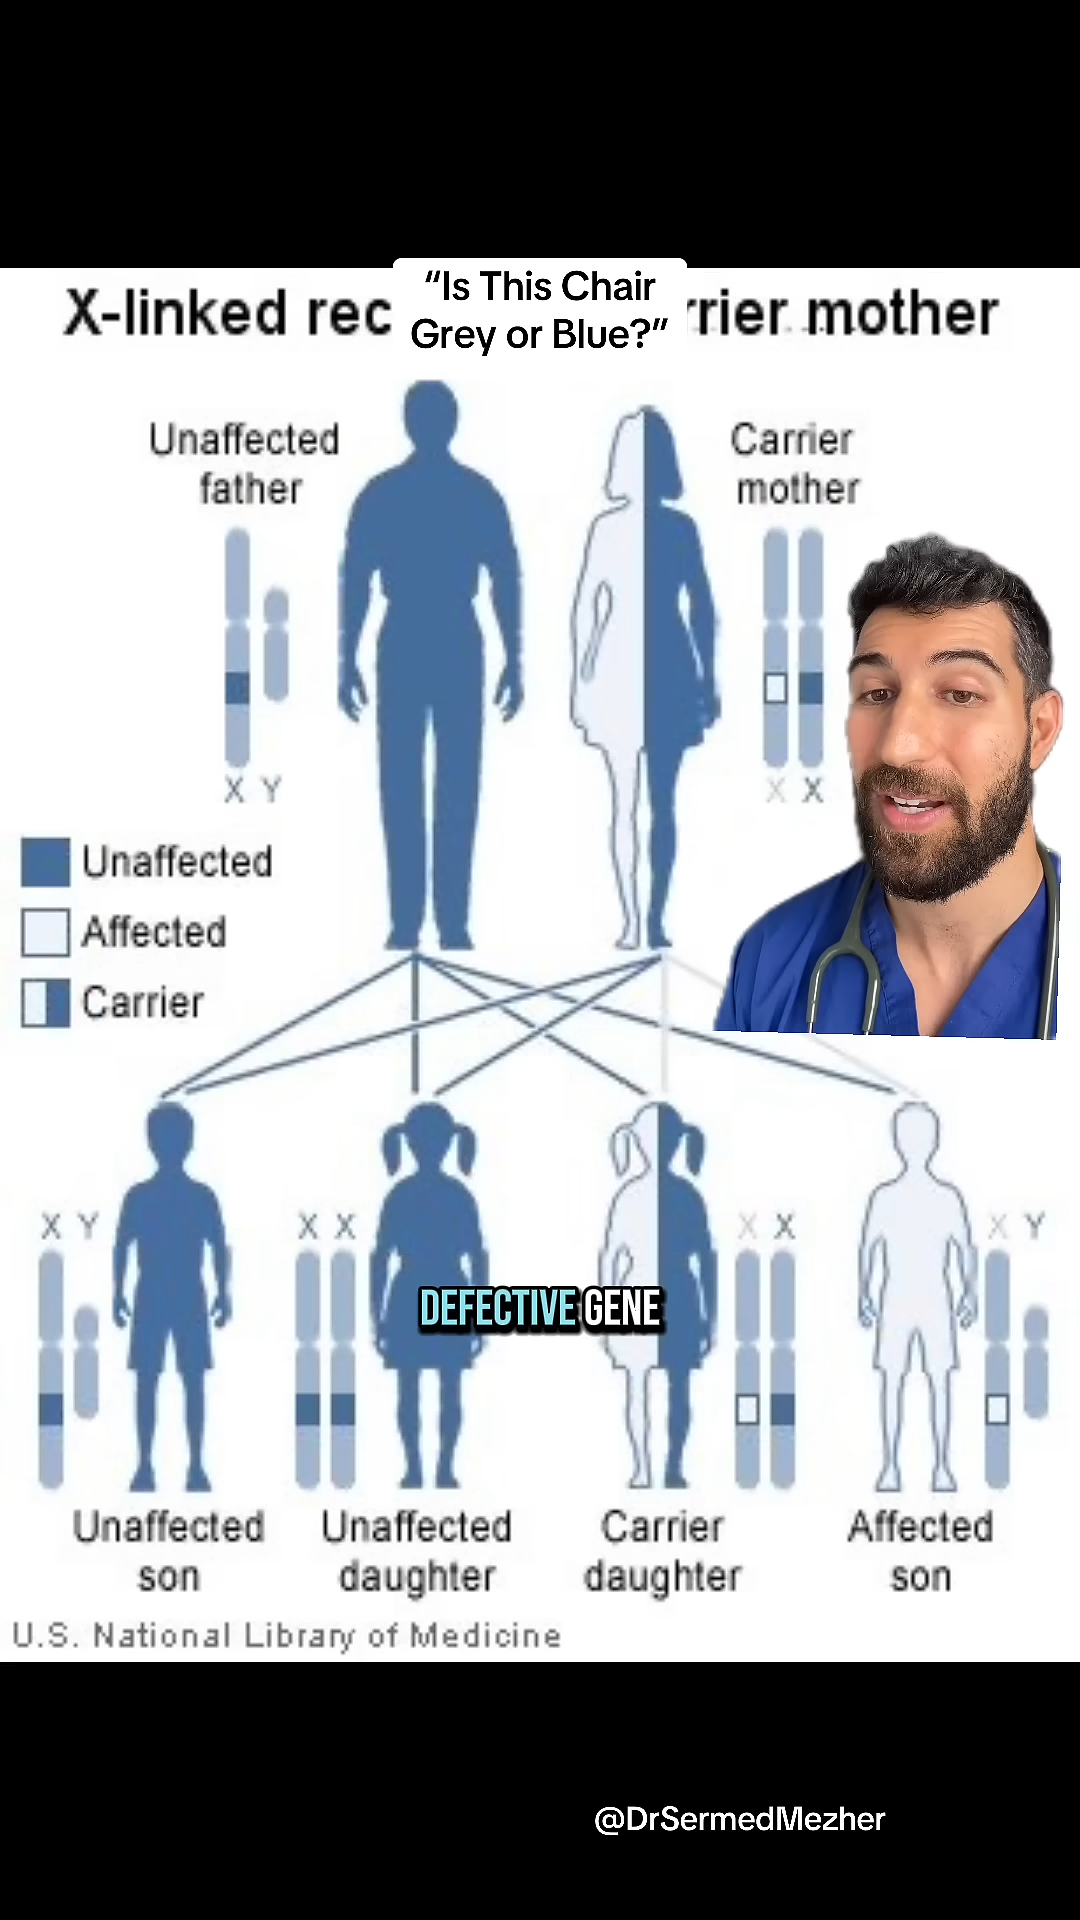 “Is This Chair
Grey or Blue?”
X-linked rec rrier mother
Unaffected
father
Carrier
mother
X Y
X X
Unaffected
Affected
Carrier
X Y
X X
X X
X Y
DEFECTIVE GENE
Unaffected
son
Unaffected
daughter
Carrier
daughter
Affected
son
U.S. National Library of Medicine
@DrSermedMezher